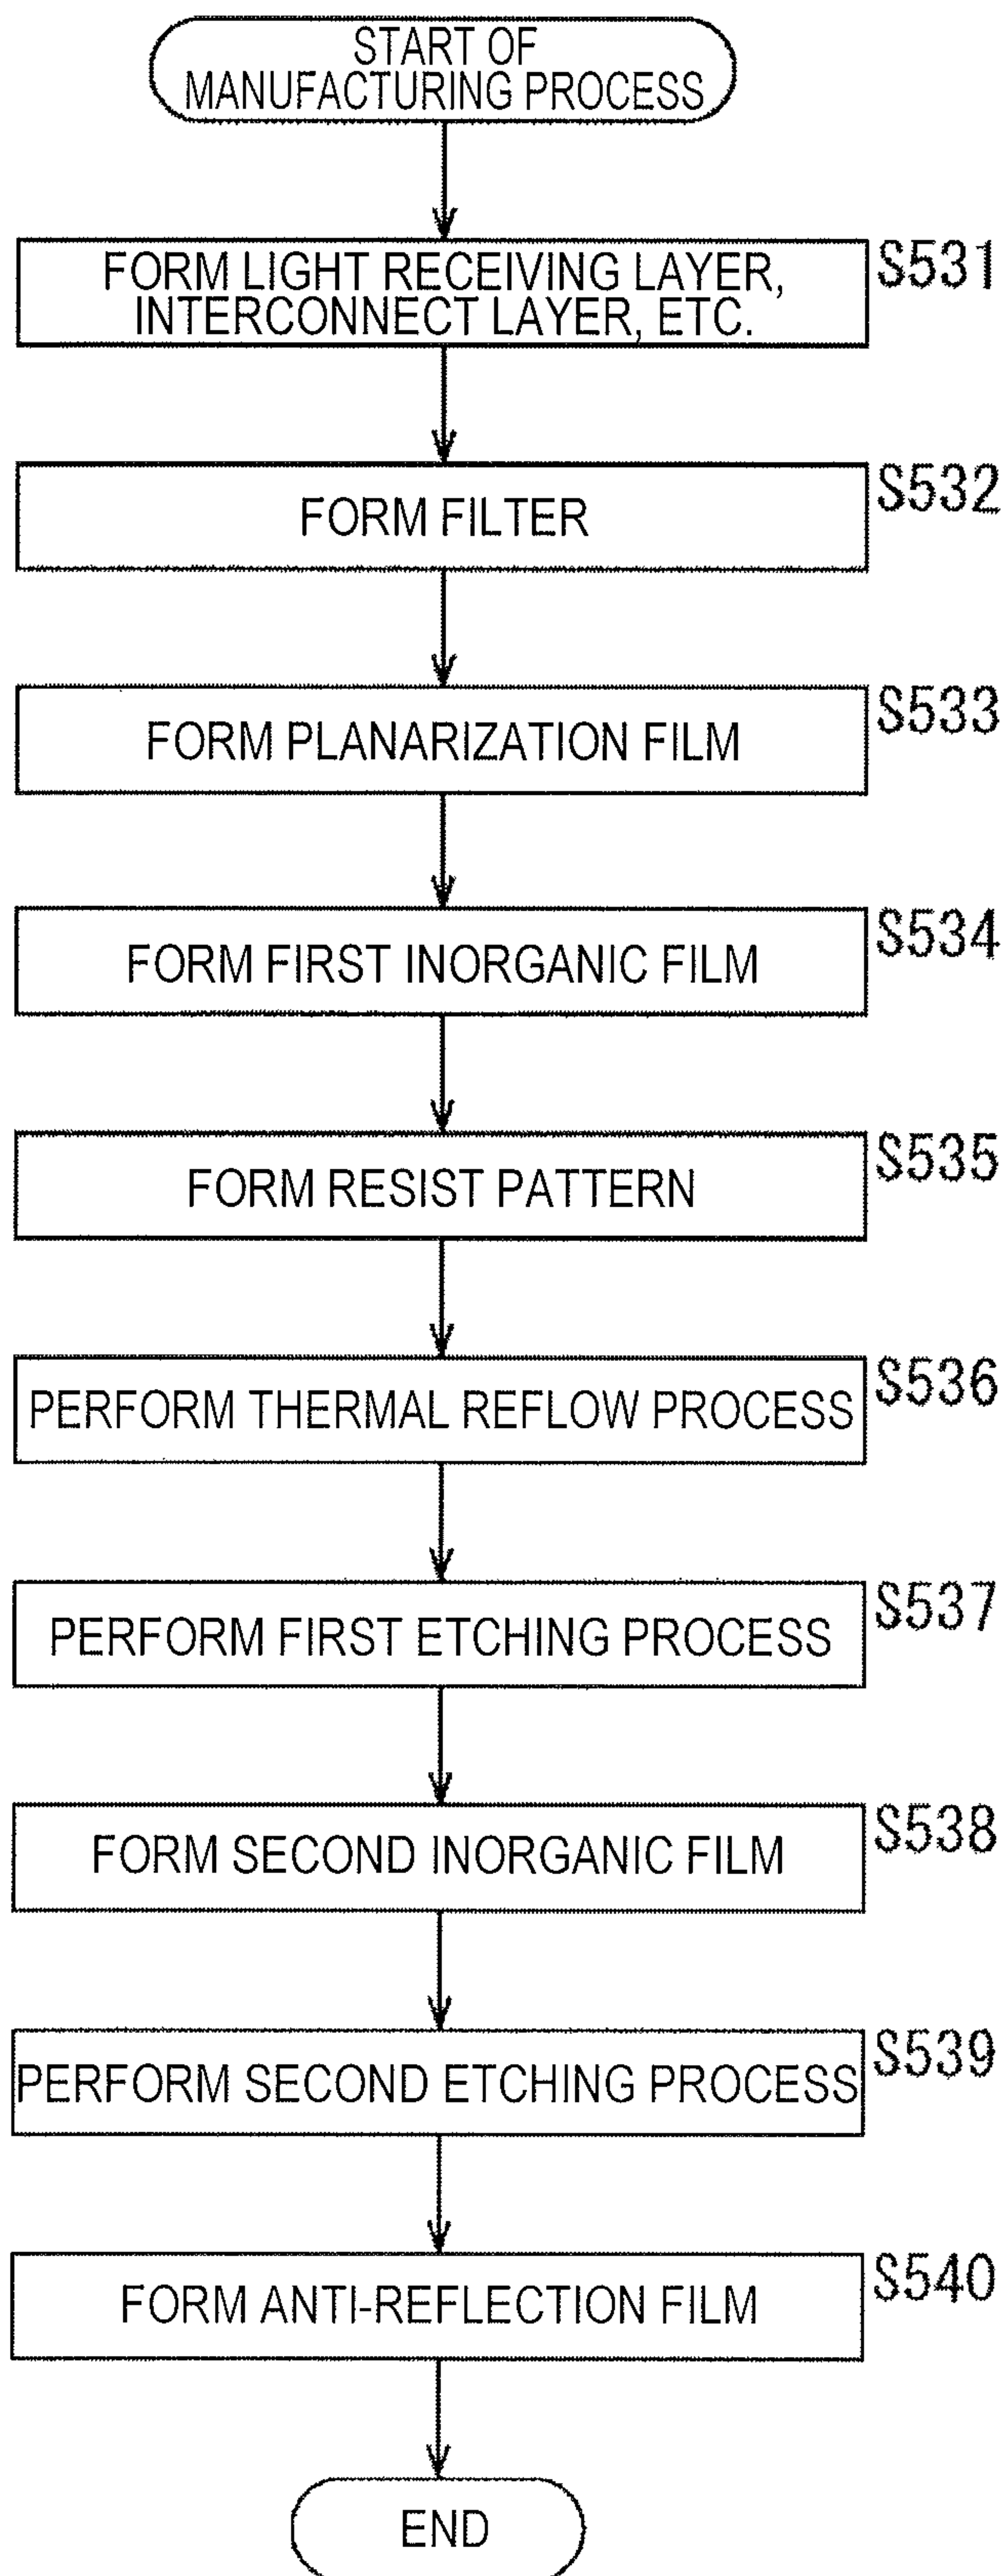 START OF
MANUFACTURING PROCESS
FORM LIGHT RECEIVING LAYER,
INTERCONNECT LAYER, ETC.
S531
FORM FILTER
S532
FORM PLANARIZATION FILM
S533
FORM FIRST INORGANIC FILM
S534
FORM RESIST PATTERN
S535
PERFORM THERMAL REFLOW PROCESS
S536
PERFORM FIRST ETCHING PROCESS
S537
FORM SECOND INORGANIC FILM
S538
PERFORM SECOND ETCHING PROCESS
S539
FORM ANTI-REFLECTION FILM
S540
END